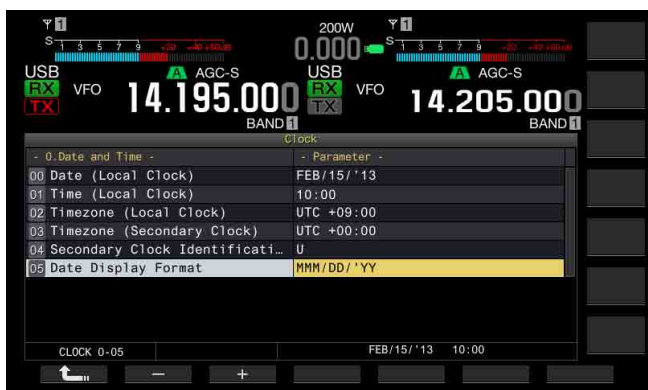 1 200W 1
S 1 3 5 7 9 +20 +40 +60dB 0.000 S 1 3 5 7 9 +20 +40 +60dB
USB A AGC-S USB A AGC-S
RX VFO 14.195.000 RX VFO 14.205.000
TX TX
BAND 1 BAND 1
Clock
- 0.Date and Time - - Parameter -
00 Date (Local Clock) FEB/15/'13
01 Time (Local Clock) 10:00
02 Timezone (Local Clock) UTC +09:00
03 Timezone (Secondary Clock) UTC +00:00
04 Secondary Clock Identificati... U
05 Date Display Format MMM/DD/'YY
CLOCK 0-05 FEB/15/'13 10:00
− +